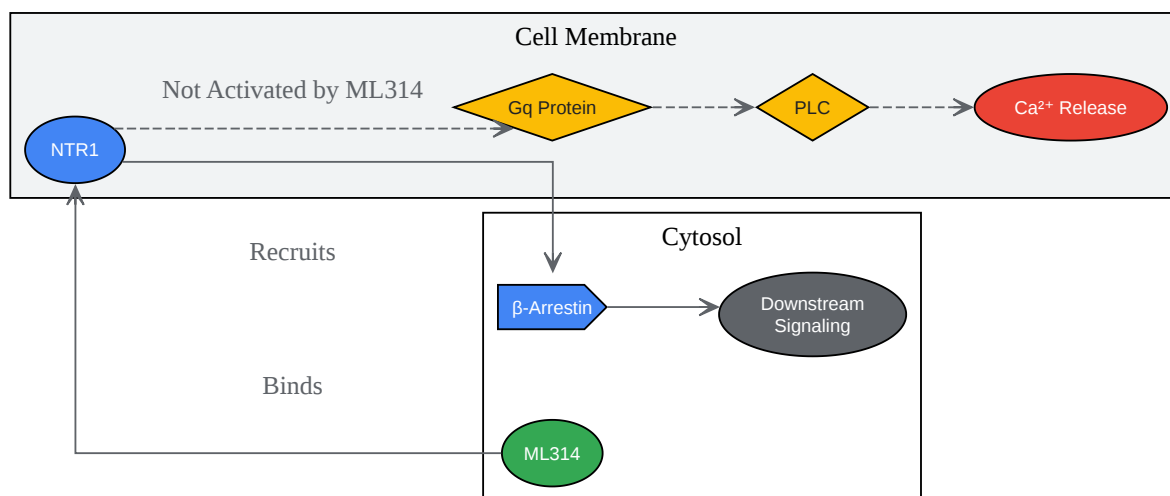 Cell Membrane
Not Activated by ML314
Gq Protein
PLC
Ca²⁺ Release
NTR1
Cytosol
Recruits
β-Arrestin
Downstream
Signaling
Binds
ML314